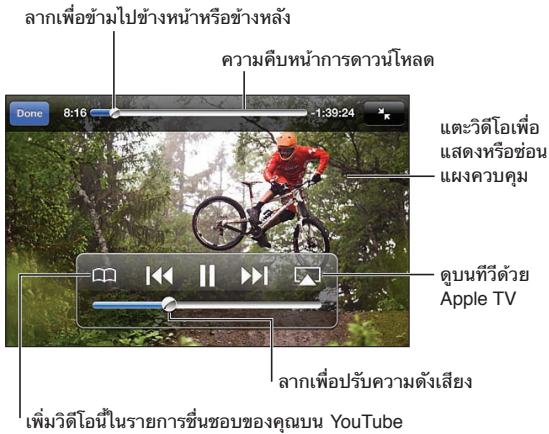 ลากเพื่อข้ามไปข้างหน้าหรือข้างหลัง
ความคืบหน้าการดาวน์โหลด
Done 8:16 -1:39:24
แตะวิดีโอเพื่อ
แสดงหรือซ่อน
แผงควบคุม
ดูบนทีวีด้วย
Apple TV
ลากเพื่อปรับความดังเสียง
เพิ่มวิดีโอนี้ในรายการชื่นชอบของคุณบน YouTube